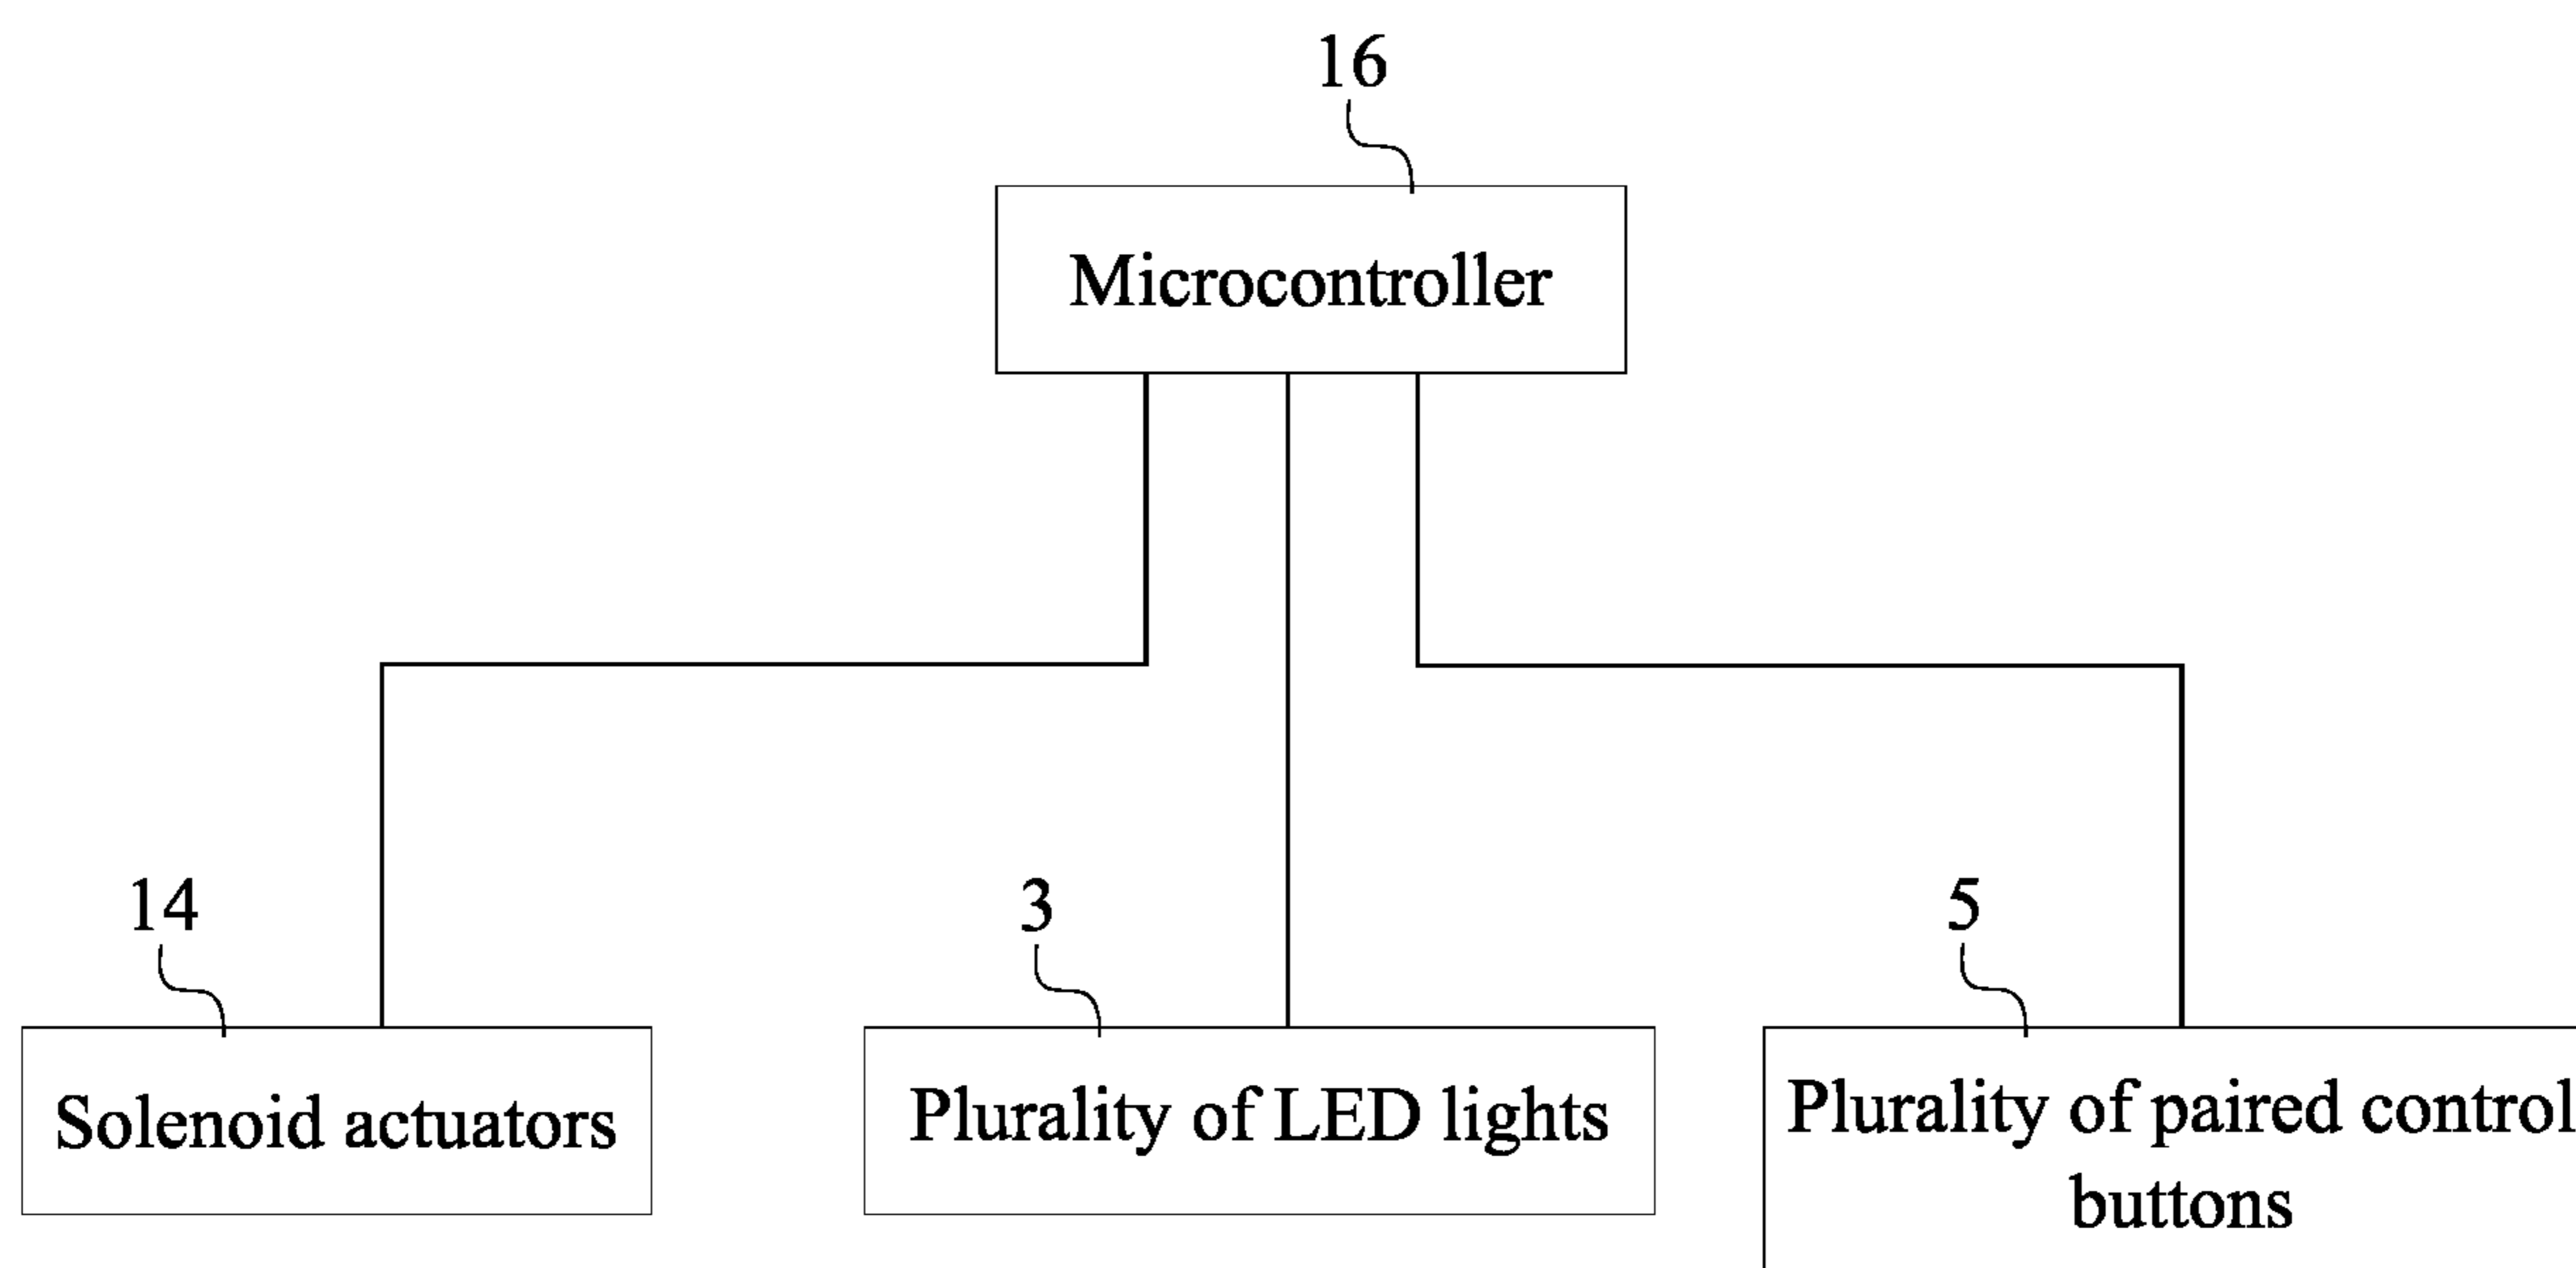 16
Microcontroller
14
3
5
Solenoid actuators
Plurality of LED lights
Plurality of paired control
buttons